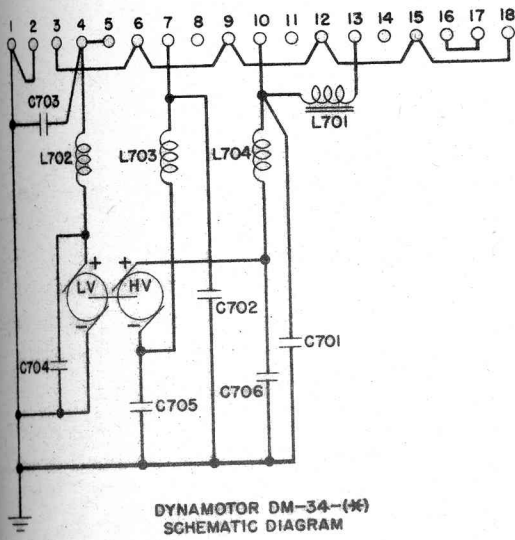 1 2 3 4 5 6 7 8 9 10 11 12 13 14 15 16 17 18
C703
L701
L702 L703 L704
+ +
LV HV
- -
C702
C701
C704
C706
C705
DYNAMOTOR DM-34-(*)
SCHEMATIC DIAGRAM